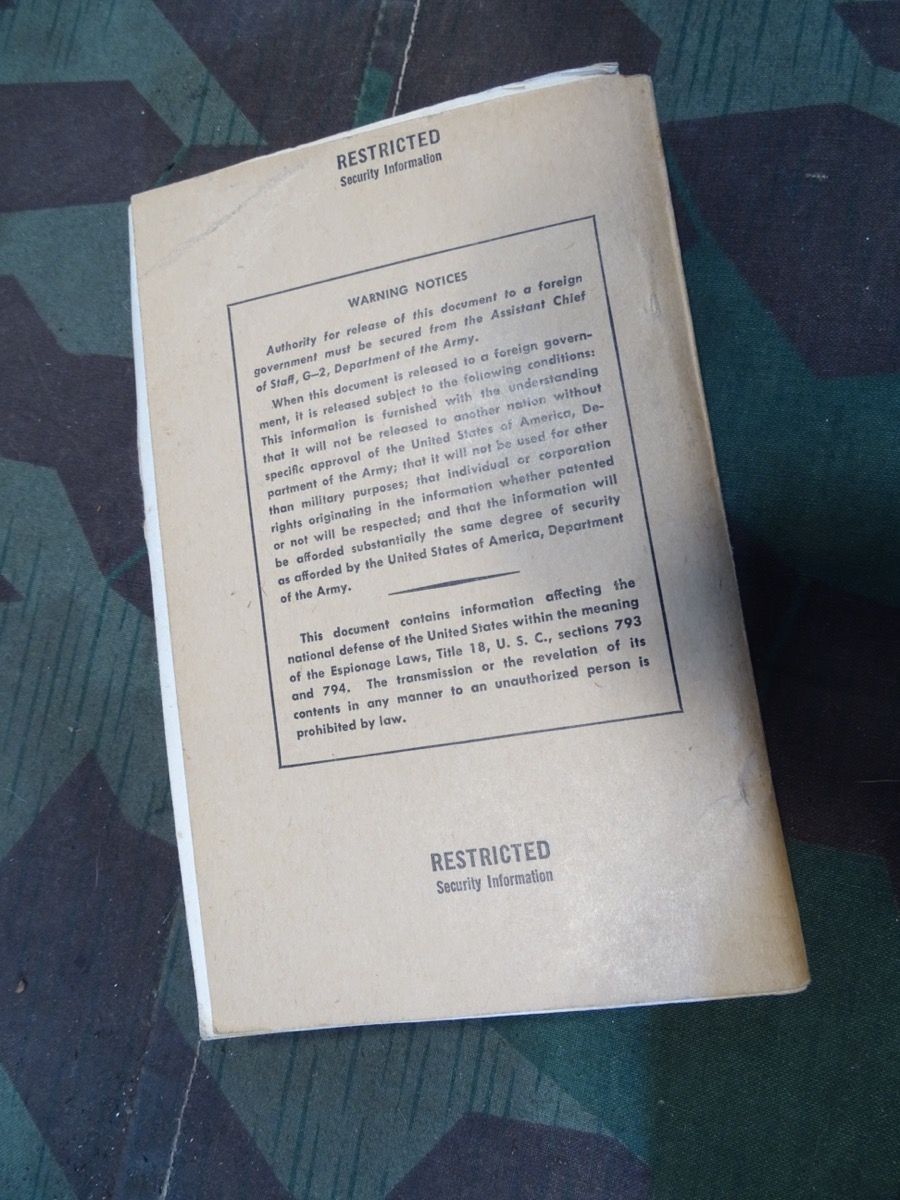 RESTRICTED
Security Information
WARNING NOTICES
Authority for release of this document to a foreign
government must be secured from the Assistant Chief
of Staff, G–2, Department of the Army.
When this document is released to a foreign govern-
ment, it is released subject to the following conditions:
This information is furnished with the understanding
that it will not be released to another nation without
specific approval of the United States of America, De-
partment of the Army; that it will not be used for other
than military purposes; that individual or corporation
rights originating in the information whether patented
or not will be respected; and that the information will
be afforded substantially the same degree of security
as afforded by the United States of America, Department
of the Army.
This document contains information affecting the
national defense of the United States within the meaning
of the Espionage Laws, Title 18, U. S. C., sections 793
and 794. The transmission or the revelation of its
contents in any manner to an unauthorized person is
prohibited by law.
RESTRICTED
Security Information